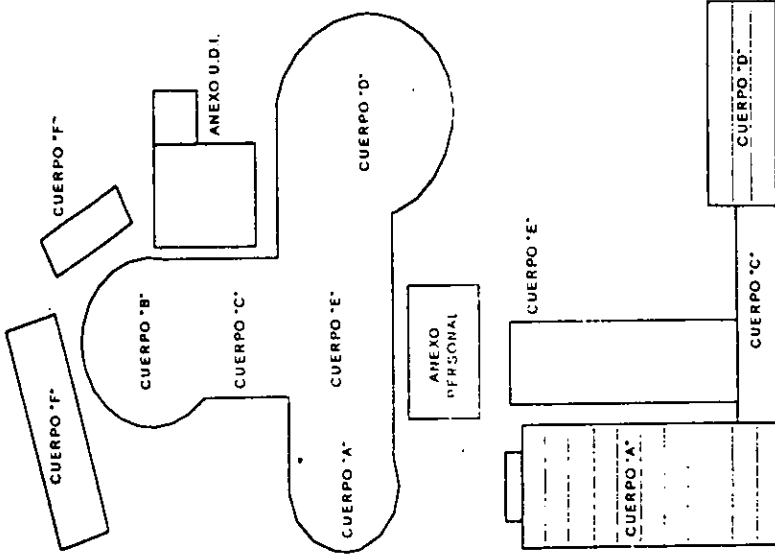 CUERPO "F"
CUERPO "F"
ANEXO U.D.I.
CUERPO "B"
CUERPO "C"
CUERPO "D"
CUERPO "E"
CUERPO "A"
ANEXO
PERSONAL
CUERPO "E"
CUERPO "D"
CUERPO "C"
CUERPO "A"